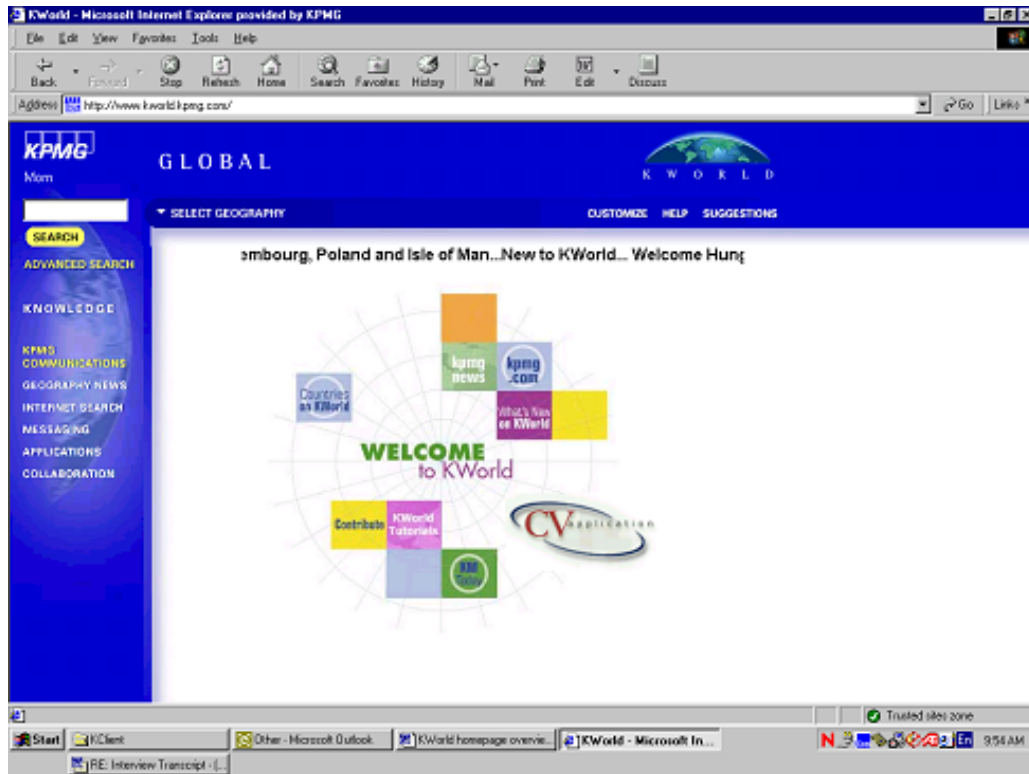 KWorld - Microsoft Internet Explorer provided by KPMG
File Edit View Favorites Tools Help
Back Forward Stop Refresh Home Search Favorites History Mail Print Edit Discuss
Address http://www.kworld.kpmg.com/ Go Links
KPMG
GLOBAL
KWORLD
SELECT GEOGRAPHY CUSTOMIZE HELP SUGGESTIONS
SEARCH
ADVANCED SEARCH
KNOWLEDGE
KPMG
COMMUNICATIONS
GEOGRAPHY NEWS
INTERNET SEARCH
MESSAGING
APPLICATIONS
COLLABORATION
embourg, Poland and Isle of Man...New to KWorld... Welcome Hung
kpmg
news
kpmg
.com
Countries
on KWorld
What's New
on KWorld
WELCOME
to KWorld
Contribute
KWorld
Tutorials
KM
Today
CV application
Trusted sites zone
Start KClient Other - Microsoft Outlook KWorld homepage overvie... KWorld - Microsoft In... En 9:54 AM
RE: Interview Transcript - (...